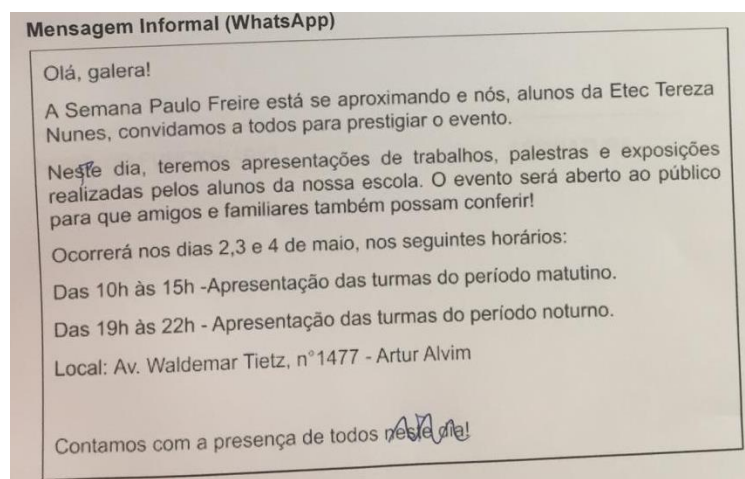 Mensagem Informal (WhatsApp)
Olá, galera!
A Semana Paulo Freire está se aproximando e nós, alunos da Etec Tereza
Nunes, convidamos a todos para prestigiar o evento.
Neste dia, teremos apresentações de trabalhos, palestras e exposições
realizadas pelos alunos da nossa escola. O evento será aberto ao público
para que amigos e familiares também possam conferir!
Ocorrerá nos dias 2,3 e 4 de maio, nos seguintes horários:
Das 10h às 15h -Apresentação das turmas do período matutino.
Das 19h às 22h - Apresentação das turmas do período noturno.
Local: Av. Waldemar Tietz, n°1477 - Artur Alvim
Contamos com a presença de todos neste dia!